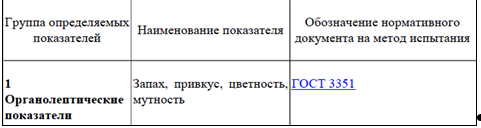 Группа определяемых показателей
Наименование показателя
Обозначение нормативного документа на метод испытания
1
Органолептические показатели
Запах, привкус, цветность, мутность
ГОСТ 3351